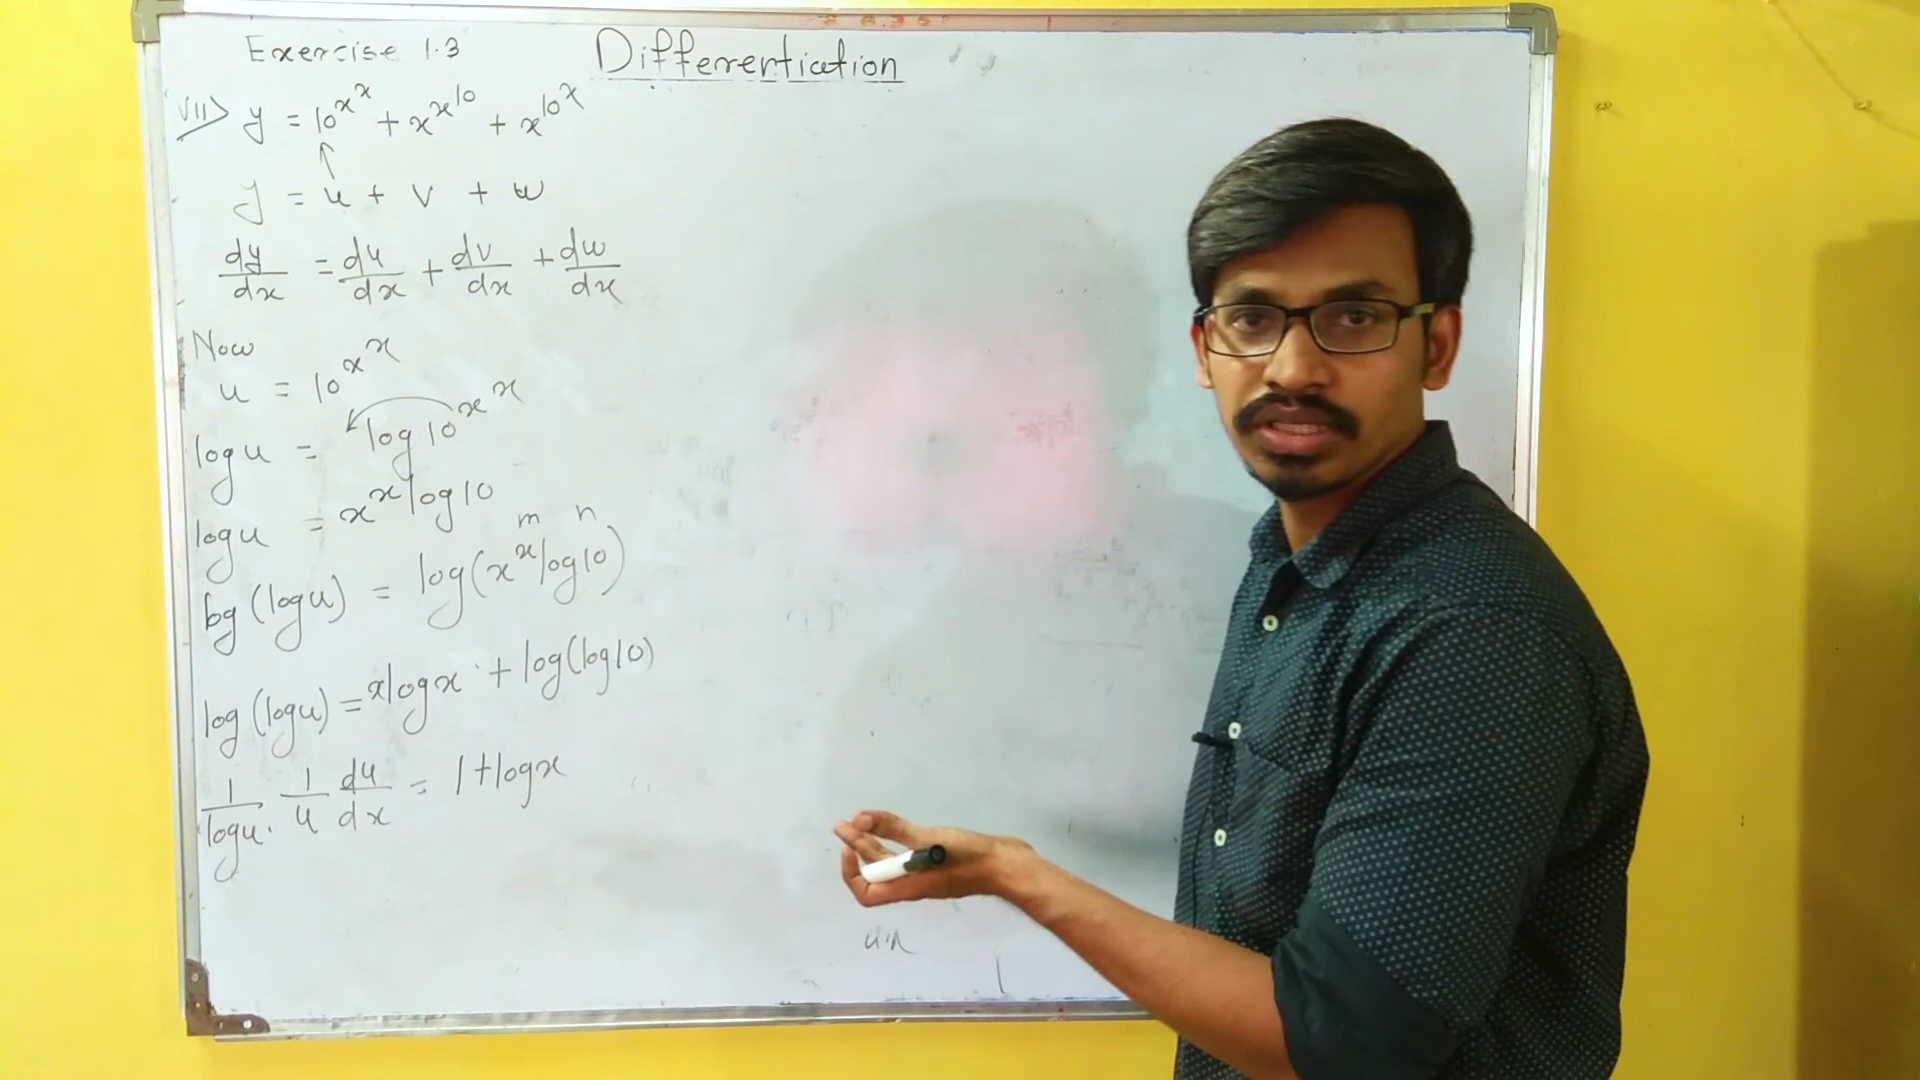 Exercise 1.3 Differentiation
VII> y = 10^x^x + x^x^10 + x^10^x
y = u + v + w
dy/dx = du/dx + dv/dx + dw/dx
Now
u = 10^x^x
log u = log 10^x^x
log u = x^x log 10
m n
log (log u) = log (x^x log 10)
log (log u) = x log x + log (log 10)
1/log u . 1/u du/dx = 1 + log x